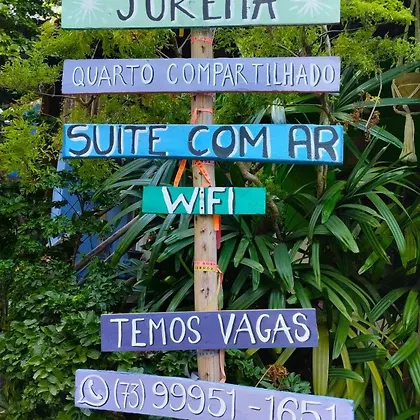 JUREMA
QUARTO COMPARTILHADO
SUITE COM AR
WIFI
TEMOS VAGAS
(73) 99951-1651